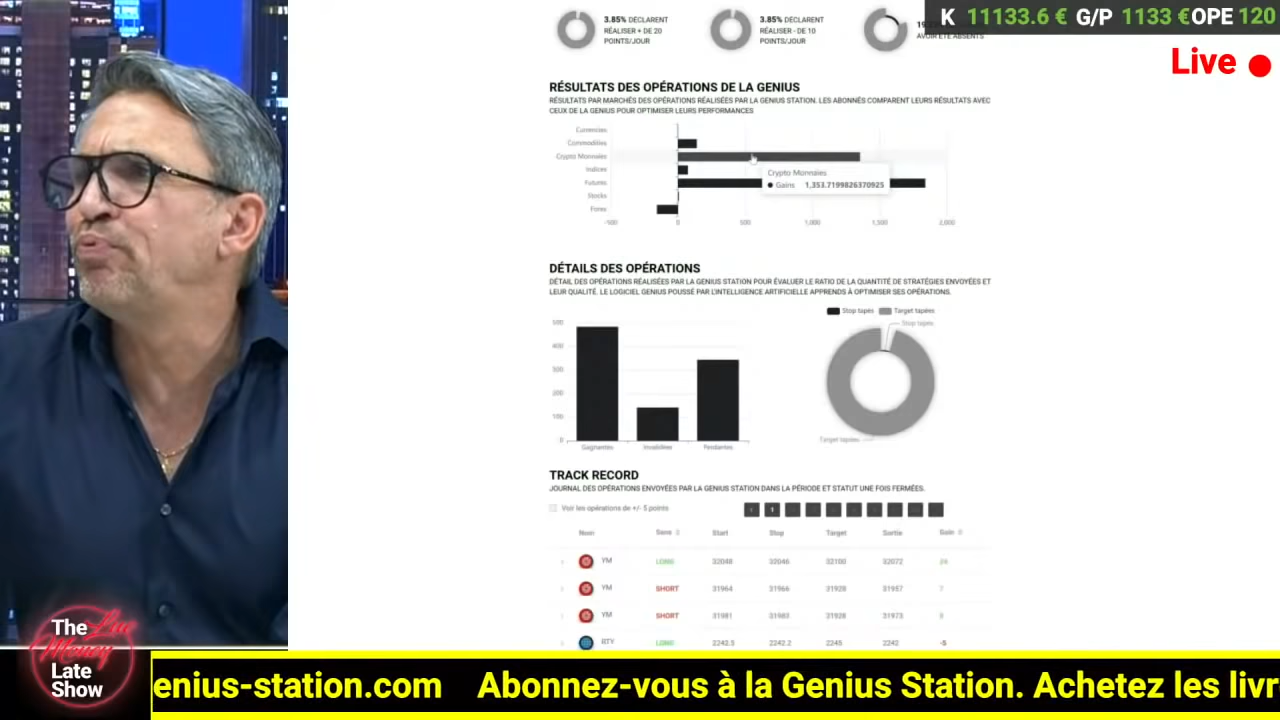 K 11133.6 € G/P 1133 € OPE 120
Live
3.85% DÉCLARENT
RÉALISER + DE 20
POINTS/JOUR
3.85% DÉCLARENT
RÉALISER - DE 10
POINTS/JOUR
AVOIR ÉTÉ ABSENTS
RÉSULTATS DES OPÉRATIONS DE LA GENIUS
RÉSULTATS PAR MARCHÉS DES OPÉRATIONS RÉALISÉES PAR LA GENIUS STATION. LES ABONNÉS COMPARENT LEURS RÉSULTATS AVEC
CEUX DE LA GENIUS POUR OPTIMISER LEURS PERFORMANCES
Currencies
Commodities
Crypto Monnaies
Indices
Futures
Stocks
Forex
Crypto Monnaies
Gains 1,353.7199826370925
-500 0 500 1,000 1,500 2,000
DÉTAILS DES OPÉRATIONS
DÉTAIL DES OPÉRATIONS RÉALISÉES PAR LA GENIUS STATION POUR ÉVALUER LE RATIO DE LA QUANTITÉ DE STRATÉGIES ENVOYÉES ET
LEUR QUALITÉ. LE LOGICIEL GENIUS POUSSÉ PAR L'INTELLIGENCE ARTIFICIELLE APPRENDS À OPTIMISER SES OPÉRATIONS.
Stop tapés Target tapées
Stop tapés
500
400
300
200
100
0
Gagnantes Invalidées Perdantes
Target tapées
TRACK RECORD
JOURNAL DES OPÉRATIONS ENVOYÉES PAR LA GENIUS STATION DANS LA PÉRIODE ET STATUT UNE FOIS FERMÉES.
Voir les opérations de +/- 5 points
1
Nom Sens Start Stop Target Sortie Gain
YM LONG 32048 32046 32100 32072 24
YM SHORT 31964 31966 31928 31957 7
YM SHORT 31981 31983 31928 31973 8
RTY LONG 2242.5 2242.2 2245 2242 -5
The Luc
Money
Late
Show
enius-station.com Abonnez-vous à la Genius Station. Achetez les livr